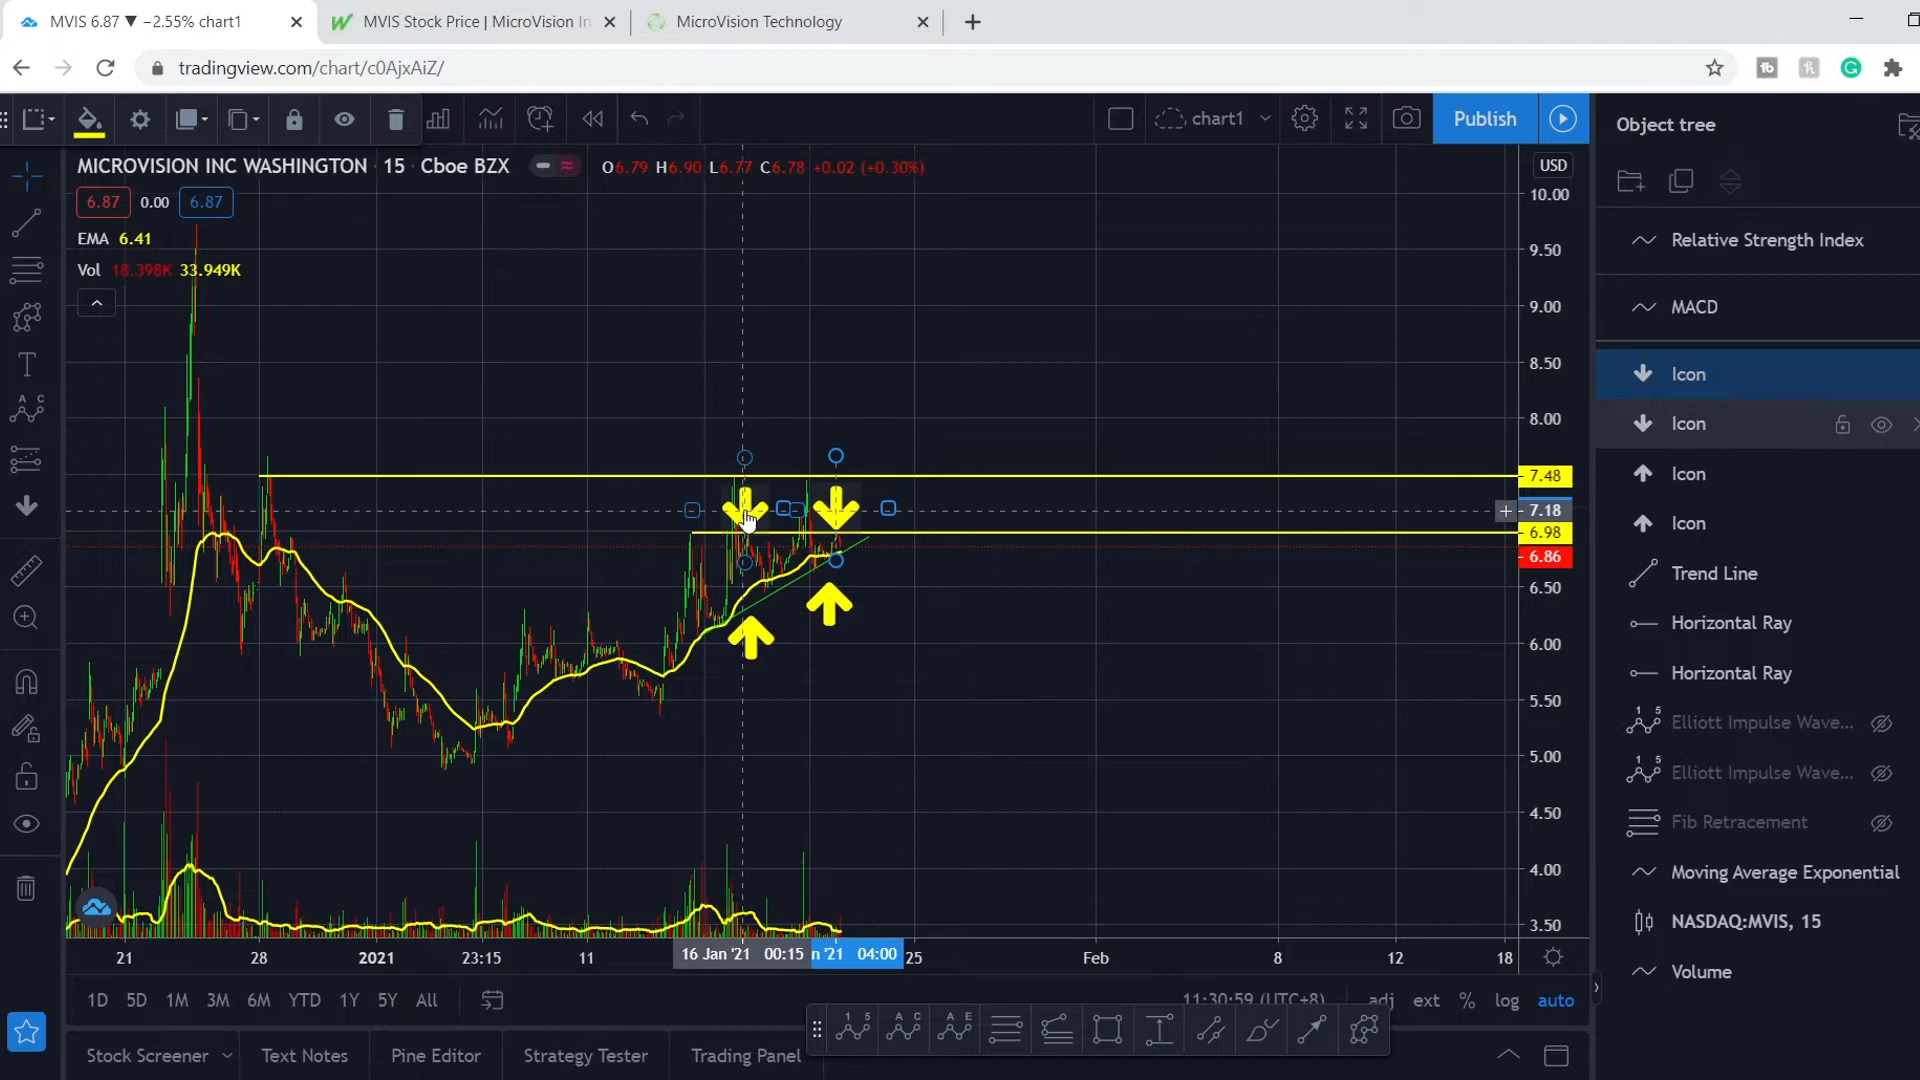 MVIS 6.87 ▼ −2.55% chart1
MVIS Stock Price | MicroVision In
MicroVision Technology
tradingview.com/chart/c0AjxAiZ/
chart1
Publish
Object tree
MICROVISION INC WASHINGTON · 15 · Cboe BZX
O6.79 H6.90 L6.77 C6.78 +0.02 (+0.30%)
USD
6.87 0.00 6.87
EMA 6.41
Vol 18.398K 33.949K
10.00
9.50
9.00
8.50
8.00
7.48
7.18
6.98
6.86
6.50
6.00
5.50
5.00
4.50
4.00
3.50
Relative Strength Index
MACD
Icon
Icon
Icon
Icon
Trend Line
Horizontal Ray
Horizontal Ray
Elliott Impulse Wave...
Elliott Impulse Wave...
Fib Retracement
Moving Average Exponential
NASDAQ:MVIS, 15
Volume
21 28 2021 23:15 11 16 Jan '21 00:15 n '21 04:00 25 Feb 8 12 18
1D 5D 1M 3M 6M YTD 1Y 5Y All
11:30:59 (UTC+8) adj ext % log auto
Stock Screener Text Notes Pine Editor Strategy Tester Trading Panel